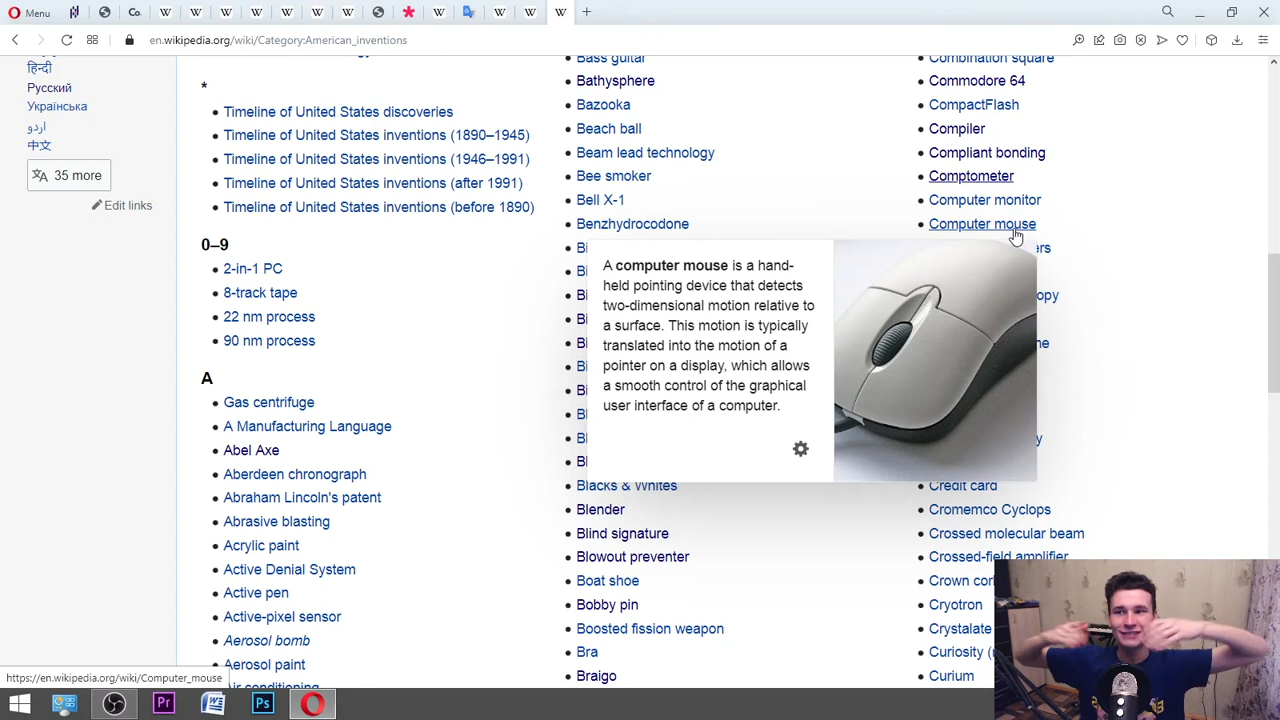 Menu
Co.
en.wikipedia.org/wiki/Category:American_inventions
हिन्दी
Русский
Українська
اردو
中文
35 more
Edit links
*
Timeline of United States discoveries
Timeline of United States inventions (1890–1945)
Timeline of United States inventions (1946–1991)
Timeline of United States inventions (after 1991)
Timeline of United States inventions (before 1890)
0–9
2-in-1 PC
8-track tape
22 nm process
90 nm process
A
Gas centrifuge
A Manufacturing Language
Abel Axe
Aberdeen chronograph
Abraham Lincoln's patent
Abrasive blasting
Acrylic paint
Active Denial System
Active pen
Active-pixel sensor
Aerosol bomb
Aerosol paint
Air conditioning
Bass guitar
Bathysphere
Bazooka
Beach ball
Beam lead technology
Bee smoker
Bell X-1
Benzhydrocodone
A computer mouse is a hand-
held pointing device that detects
two-dimensional motion relative to
a surface. This motion is typically
translated into the motion of a
pointer on a display, which allows
a smooth control of the graphical
user interface of a computer.
Blacks & Whites
Blender
Blind signature
Blowout preventer
Boat shoe
Bobby pin
Boosted fission weapon
Bra
Braigo
Combination square
Commodore 64
CompactFlash
Compiler
Compliant bonding
Comptometer
Computer monitor
Computer mouse
Credit card
Cromemco Cyclops
Crossed molecular beam
Crossed-field amplifier
Crown cor
Cryotron
Crystalate
Curiosity (
Curium
https://en.wikipedia.org/wiki/Computer_mouse
Pr
W
Ps